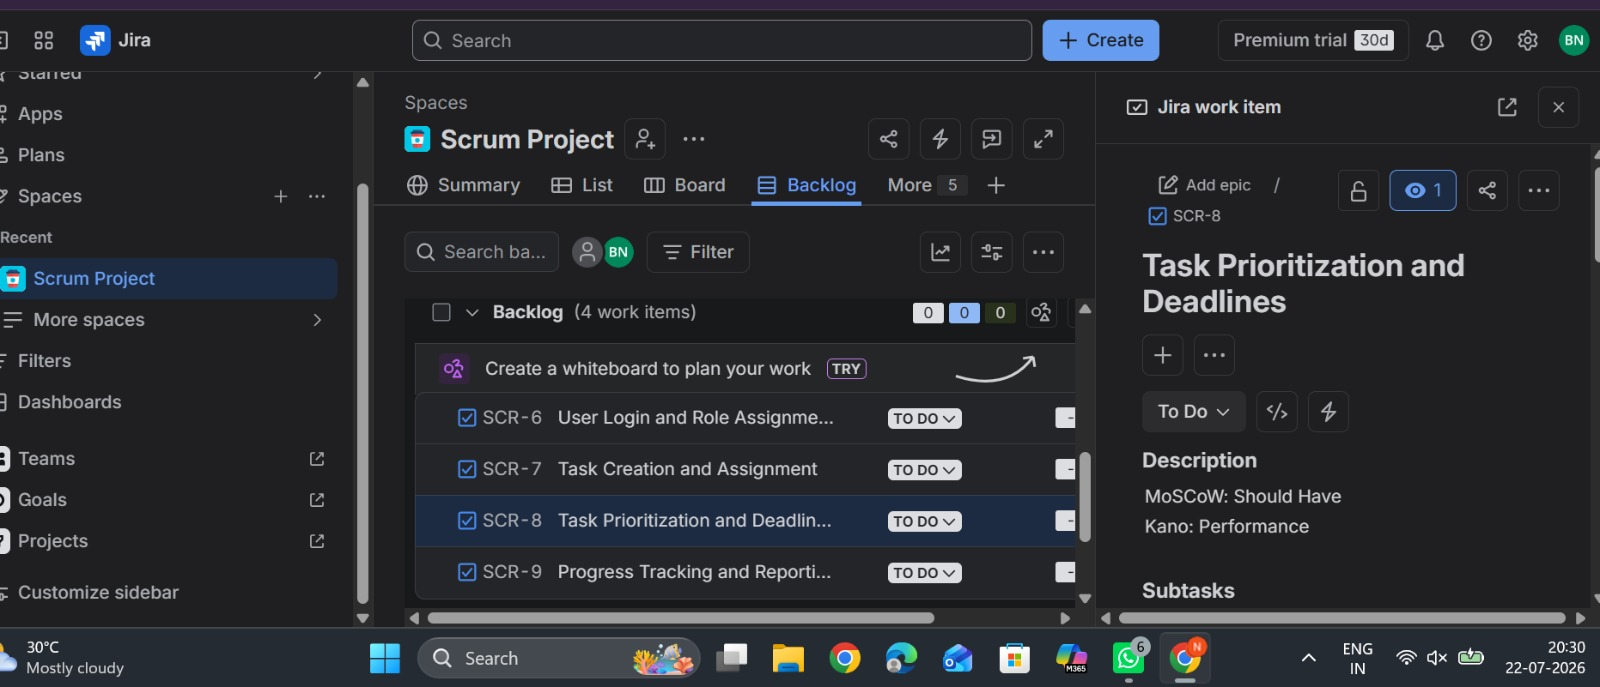 Jira
Search
+ Create
Premium trial 30d
BN
Starred
Apps
Plans
Spaces
Recent
Scrum Project
More spaces
Filters
Dashboards
Teams
Goals
Projects
Customize sidebar
Spaces
Scrum Project
Summary
List
Board
Backlog
More 5
Search ba...
BN
Filter
Backlog (4 work items)
0 0 0
Create a whiteboard to plan your work TRY
SCR-6 User Login and Role Assignme... TO DO -
SCR-7 Task Creation and Assignment TO DO -
SCR-8 Task Prioritization and Deadlin... TO DO -
SCR-9 Progress Tracking and Reporti... TO DO -
Jira work item
Add epic /
1
SCR-8
Task Prioritization and
Deadlines
To Do
Description
MoSCoW: Should Have
Kano: Performance
Subtasks
30°C
Mostly cloudy
Search
M365
6
N
ENG
IN
20:30
22-07-2026